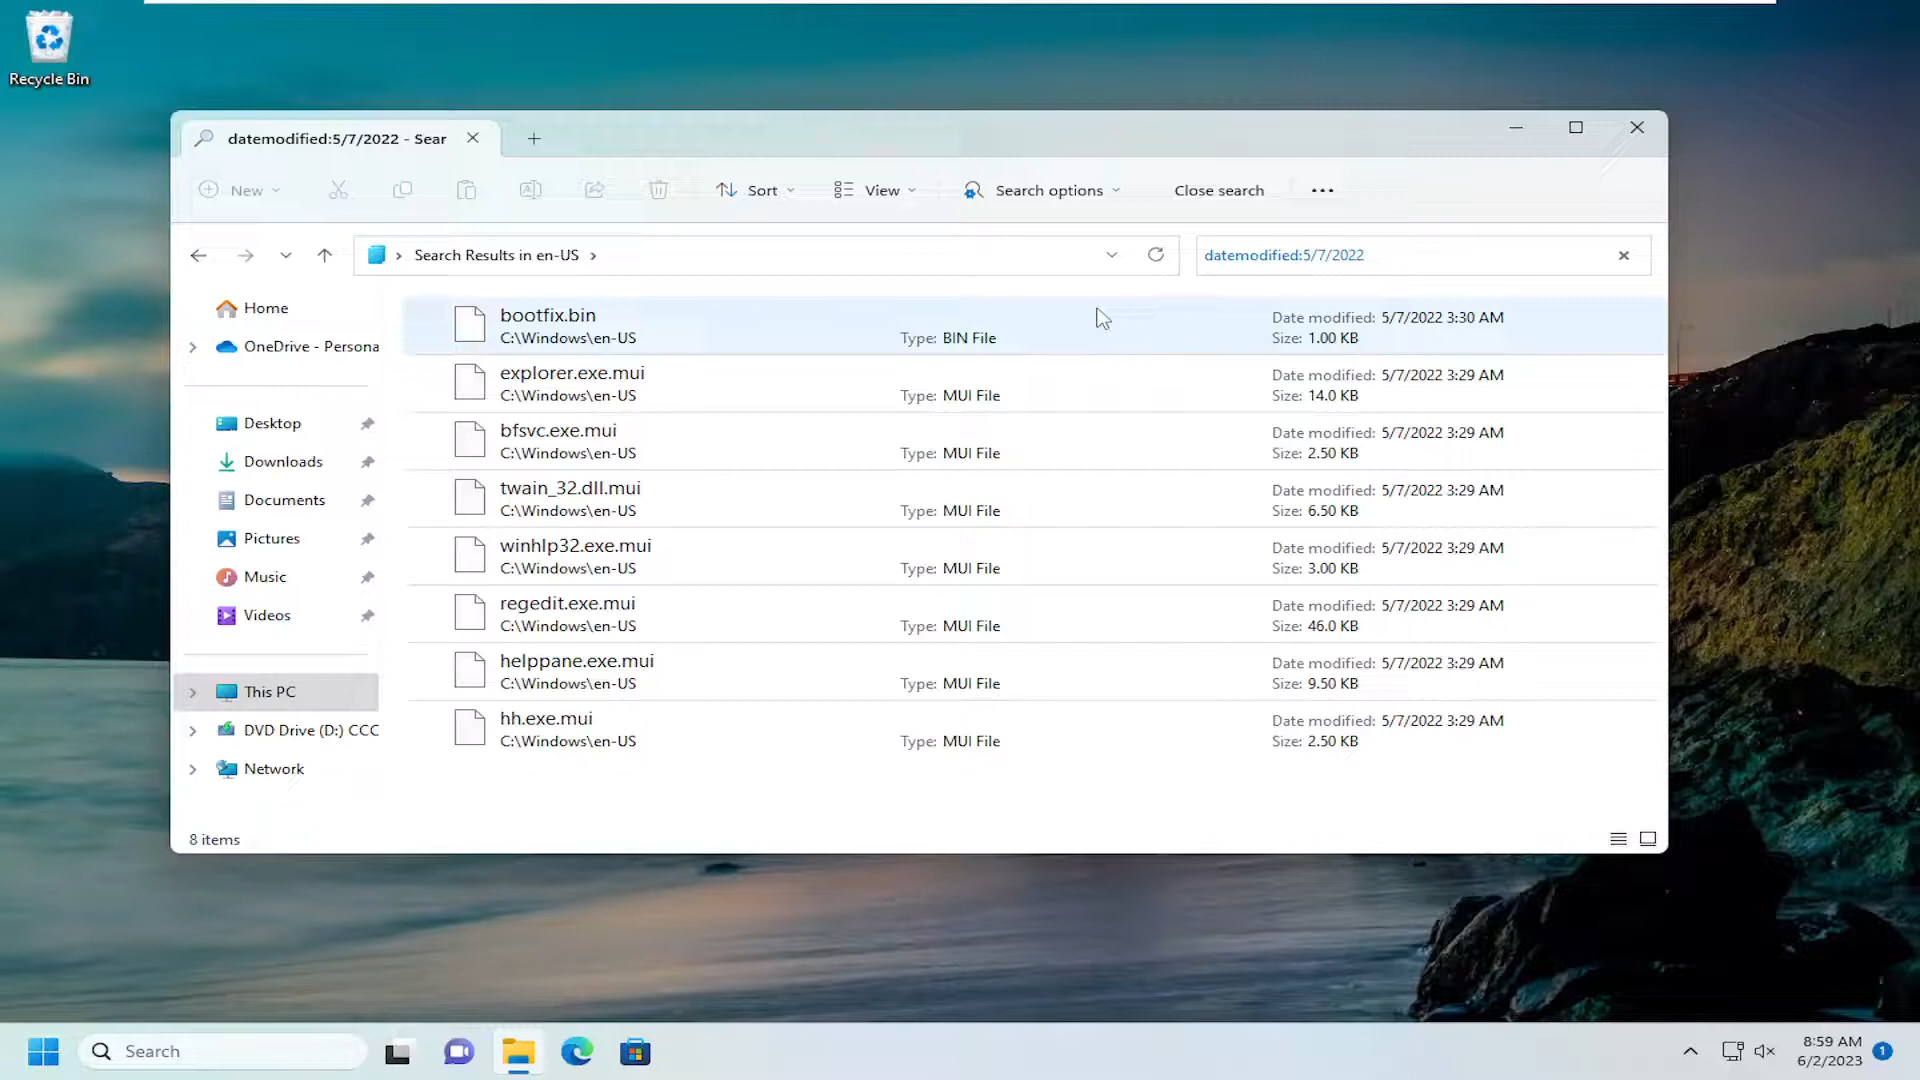 Recycle Bin
datemodified:5/7/2022 - Sear
New
Sort
View
Search options
Close search
Search Results in en-US
datemodified:5/7/2022
Home
OneDrive - Persona
Desktop
Downloads
Documents
Pictures
Music
Videos
This PC
DVD Drive (D:) CCC
Network
bootfix.bin
C:\Windows\en-US
Type: BIN File
Date modified: 5/7/2022 3:30 AM
Size: 1.00 KB
explorer.exe.mui
C:\Windows\en-US
Type: MUI File
Date modified: 5/7/2022 3:29 AM
Size: 14.0 KB
bfsvc.exe.mui
C:\Windows\en-US
Type: MUI File
Date modified: 5/7/2022 3:29 AM
Size: 2.50 KB
twain_32.dll.mui
C:\Windows\en-US
Type: MUI File
Date modified: 5/7/2022 3:29 AM
Size: 6.50 KB
winhlp32.exe.mui
C:\Windows\en-US
Type: MUI File
Date modified: 5/7/2022 3:29 AM
Size: 3.00 KB
regedit.exe.mui
C:\Windows\en-US
Type: MUI File
Date modified: 5/7/2022 3:29 AM
Size: 46.0 KB
helppane.exe.mui
C:\Windows\en-US
Type: MUI File
Date modified: 5/7/2022 3:29 AM
Size: 9.50 KB
hh.exe.mui
C:\Windows\en-US
Type: MUI File
Date modified: 5/7/2022 3:29 AM
Size: 2.50 KB
8 items
Search
8:59 AM
6/2/2023
1